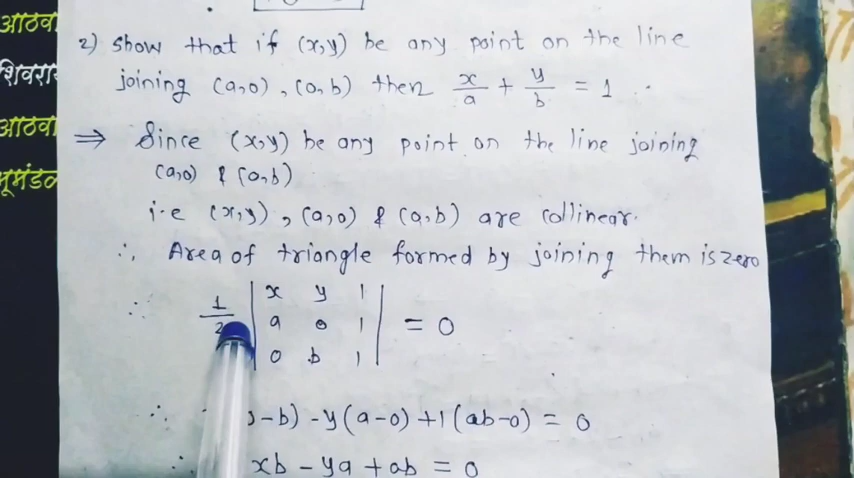 आठवा
शिवरा
आठवा
भूमंडल
2) Show that if (x,y) be any point on the line
joining (a,0), (0,b) then x/a + y/b = 1
⇒ Since (x,y) be any point on the line joining
(a,0) & (0,b)
i.e (x,y), (a,0) & (a,b) are collinear.
∴ Area of triangle formed by joining them is zero
∴ 1/2 | x y 1 |
| a 0 1 | = 0
| 0 b 1 |
∴ -b) - y(a-0) + 1(ab-0) = 0
∴ xb - ya + ab = 0